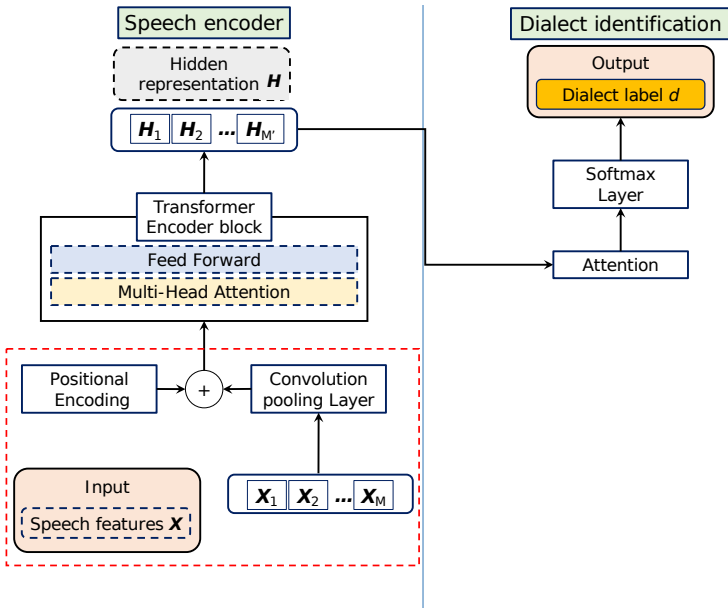 Speech encoder
Hidden
representation H
H1 H2 ... HM'
Transformer
Encoder block
Feed Forward
Multi-Head Attention
Positional
Encoding
+
Convolution
pooling Layer
Input
Speech features X
X1 X2 ... XM
Dialect identification
Output
Dialect label d
Softmax
Layer
Attention